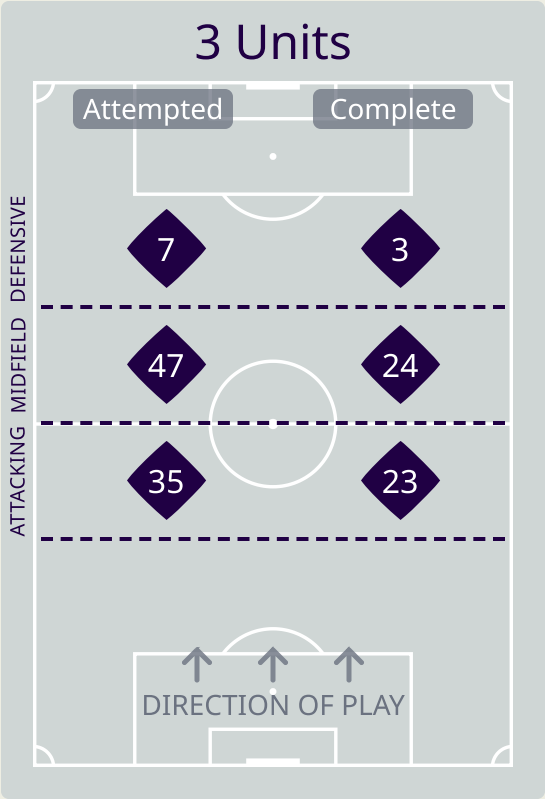 3 Units
Attempted
Complete
DEFENSIVE
7
3
MIDFIELD
47
24
ATTACKING
35
23
DIRECTION OF PLAY